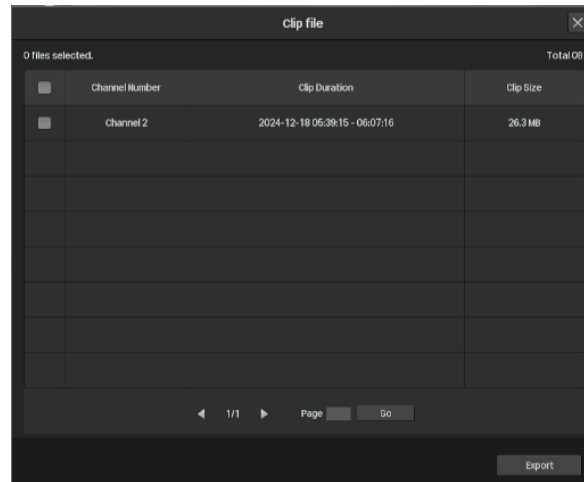 Clip file
0 files selected.
Total 0B
Channel Number Clip Duration Clip Size
Channel 2 2024-12-18 05:39:15 - 06:07:16 26.3 MB
1/1 Page Go
Export